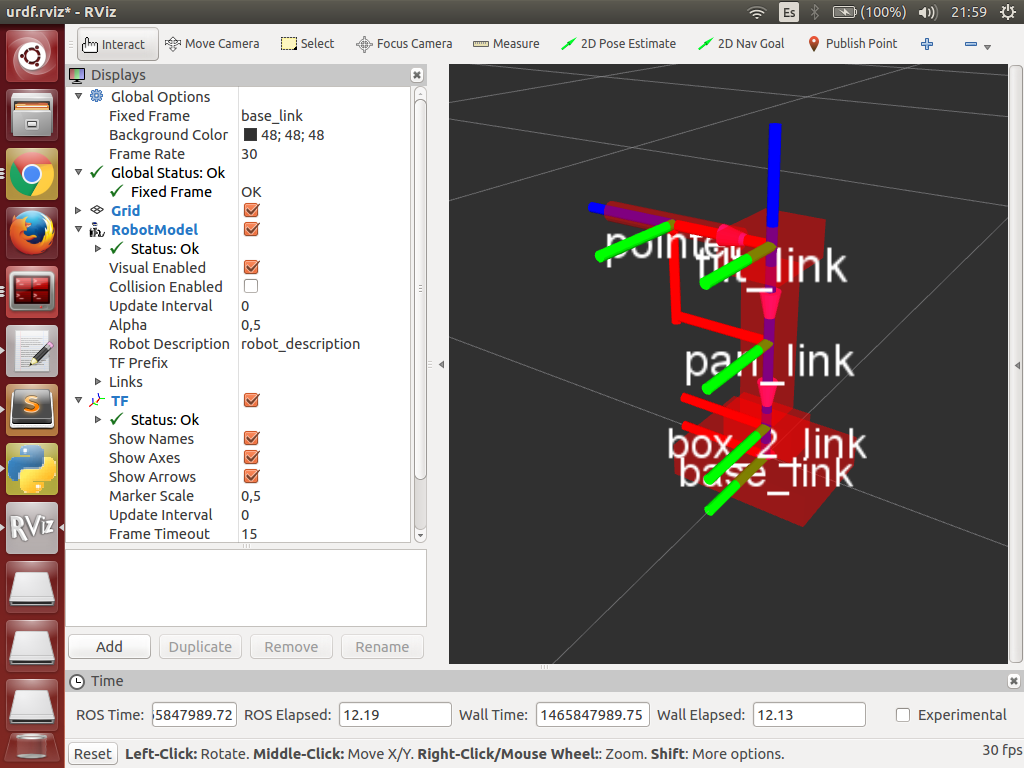 urdf.rviz* - RViz
Es
(100%)
21:59
Interact
Move Camera
Select
Focus Camera
Measure
2D Pose Estimate
2D Nav Goal
Publish Point
Displays
Global Options
Fixed Frame base_link
Background Color 48; 48; 48
Frame Rate 30
Global Status: Ok
Fixed Frame OK
Grid
RobotModel
Status: Ok
Visual Enabled
Collision Enabled
Update Interval 0
Alpha 0,5
Robot Description robot_description
TF Prefix
Links
TF
Status: Ok
Show Names
Show Axes
Show Arrows
Marker Scale 0,5
Update Interval 0
Frame Timeout 15
Add
Duplicate
Remove
Rename
tilt_link
pan_link
box_2_link
base_link
S
RViz
Time
ROS Time: 5847989.72 ROS Elapsed: 12.19 Wall Time: 1465847989.75 Wall Elapsed: 12.13 Experimental
Reset Left-Click: Rotate. Middle-Click: Move X/Y. Right-Click/Mouse Wheel:: Zoom. Shift: More options. 30 fps